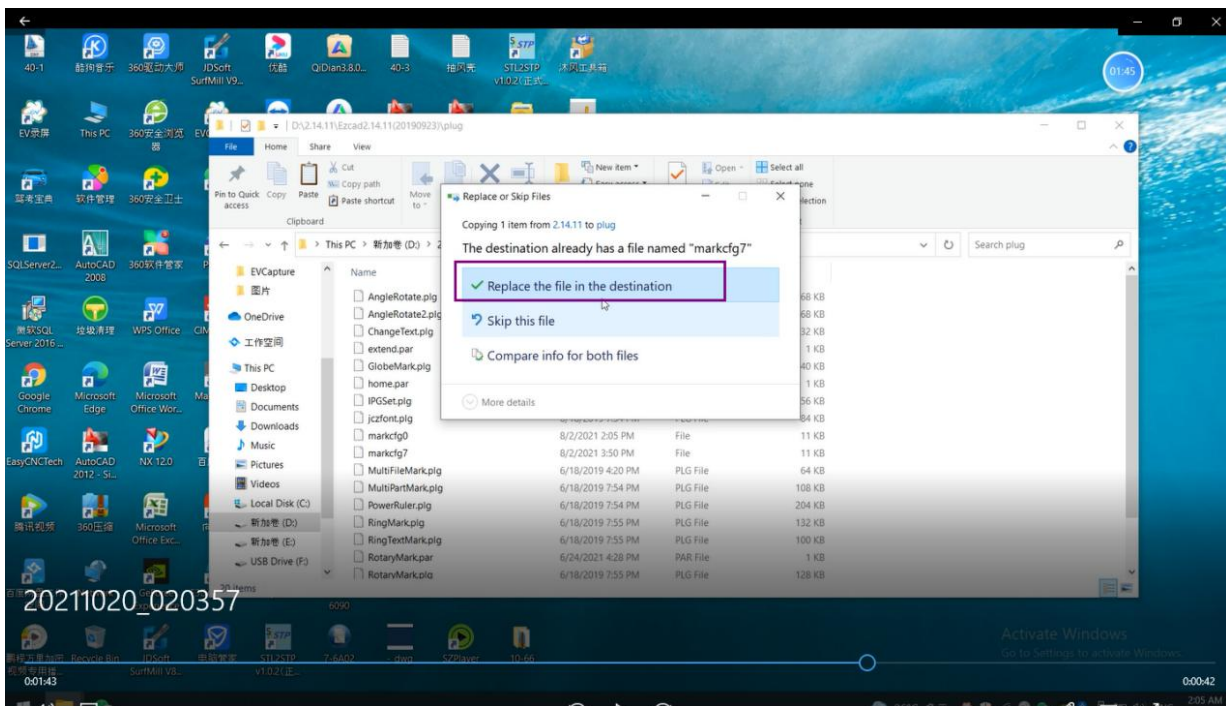 40-1
酷狗音乐
360驱动大师
JDSoft
SurfMill V9...
优酷
QiDian3.8.0...
40-3
抽风壳
STL2STP
v1.0.2(正式...
沐风工具箱
01:45
EV录屏
This PC
360安全浏览
器
D:\2.14.11\Ezcad2.14.11(20190923)\plug
File
Home
Share
View
驾考宝典
软件管理
360安全卫士
Pin to Quick
access
Copy
Paste
Cut
Copy path
Paste shortcut
Move
to
New item
Open
Select all
Clipboard
Replace or Skip Files
Copying 1 item from 2.14.11 to plug
The destination already has a file named "markcfg7"
Replace the file in the destination
Skip this file
Compare info for both files
More details
This PC
新加卷 (D:)
Search plug
SQLServer2...
AutoCAD
2008
360软件管家
EVCapture
图片
OneDrive
工作空间
This PC
Desktop
Documents
Downloads
Music
Pictures
Videos
Local Disk (C:)
新加卷 (D:)
新加卷 (E:)
USB Drive (F:)
Name
AngleRotate.plg
68 KB
AngleRotate2.plg
68 KB
ChangeText.plg
32 KB
extend.par
1 KB
GlobeMark.plg
40 KB
home.par
1 KB
IPGSet.plg
56 KB
jczfont.plg
84 KB
markcfg0 8/2/2021 2:05 PM File 11 KB
markcfg7 8/2/2021 3:50 PM File 11 KB
MultiFileMark.plg 6/18/2019 4:20 PM PLG File 64 KB
MultiPartMark.plg 6/18/2019 7:54 PM PLG File 108 KB
PowerRuler.plg 6/18/2019 7:54 PM PLG File 204 KB
RingMark.plg 6/18/2019 7:55 PM PLG File 132 KB
RingTextMark.plg 6/18/2019 7:55 PM PLG File 100 KB
RotaryMark.par 6/24/2021 4:28 PM PAR File 1 KB
RotaryMark.plg 6/18/2019 7:55 PM PLG File 128 KB
20 items
微软SQL
Server 2016 ...
垃圾清理
WPS Office
Google
Chrome
Microsoft
Edge
Microsoft
Office Wor...
EasyCNCTech
AutoCAD
2012 - Si...
NX 12.0
腾讯视频
360压缩
Microsoft
Office Exc...
20211020_020357
6090
Recycle Bin
JDSoft
SurfMill V8...
电脑管家
STL2STP
v1.0.2(正...
7-6A02
SZPlayer
10-66
Activate Windows
Go to Settings to activate Windows.
0:01:43
0:00:42
2:05 AM